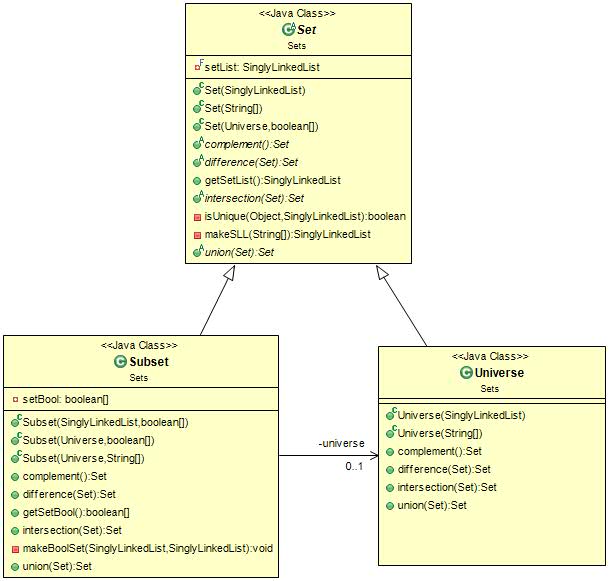 <<Java Class>>
Set
Sets
setList: SinglyLinkedList
Set(SinglyLinkedList)
Set(String[])
Set(Universe,boolean[])
complement():Set
difference(Set):Set
getSetList():SinglyLinkedList
intersection(Set):Set
isUnique(Object,SinglyLinkedList):boolean
makeSLL(String[]):SinglyLinkedList
union(Set):Set
<<Java Class>>
Subset
Sets
setBool: boolean[]
Subset(SinglyLinkedList,boolean[])
Subset(Universe,boolean[])
Subset(Universe,String[])
complement():Set
difference(Set):Set
getSetBool():boolean[]
intersection(Set):Set
makeBoolSet(SinglyLinkedList,SinglyLinkedList):void
union(Set):Set
-universe
0..1
<<Java Class>>
Universe
Sets
Universe(SinglyLinkedList)
Universe(String[])
complement():Set
difference(Set):Set
intersection(Set):Set
union(Set):Set